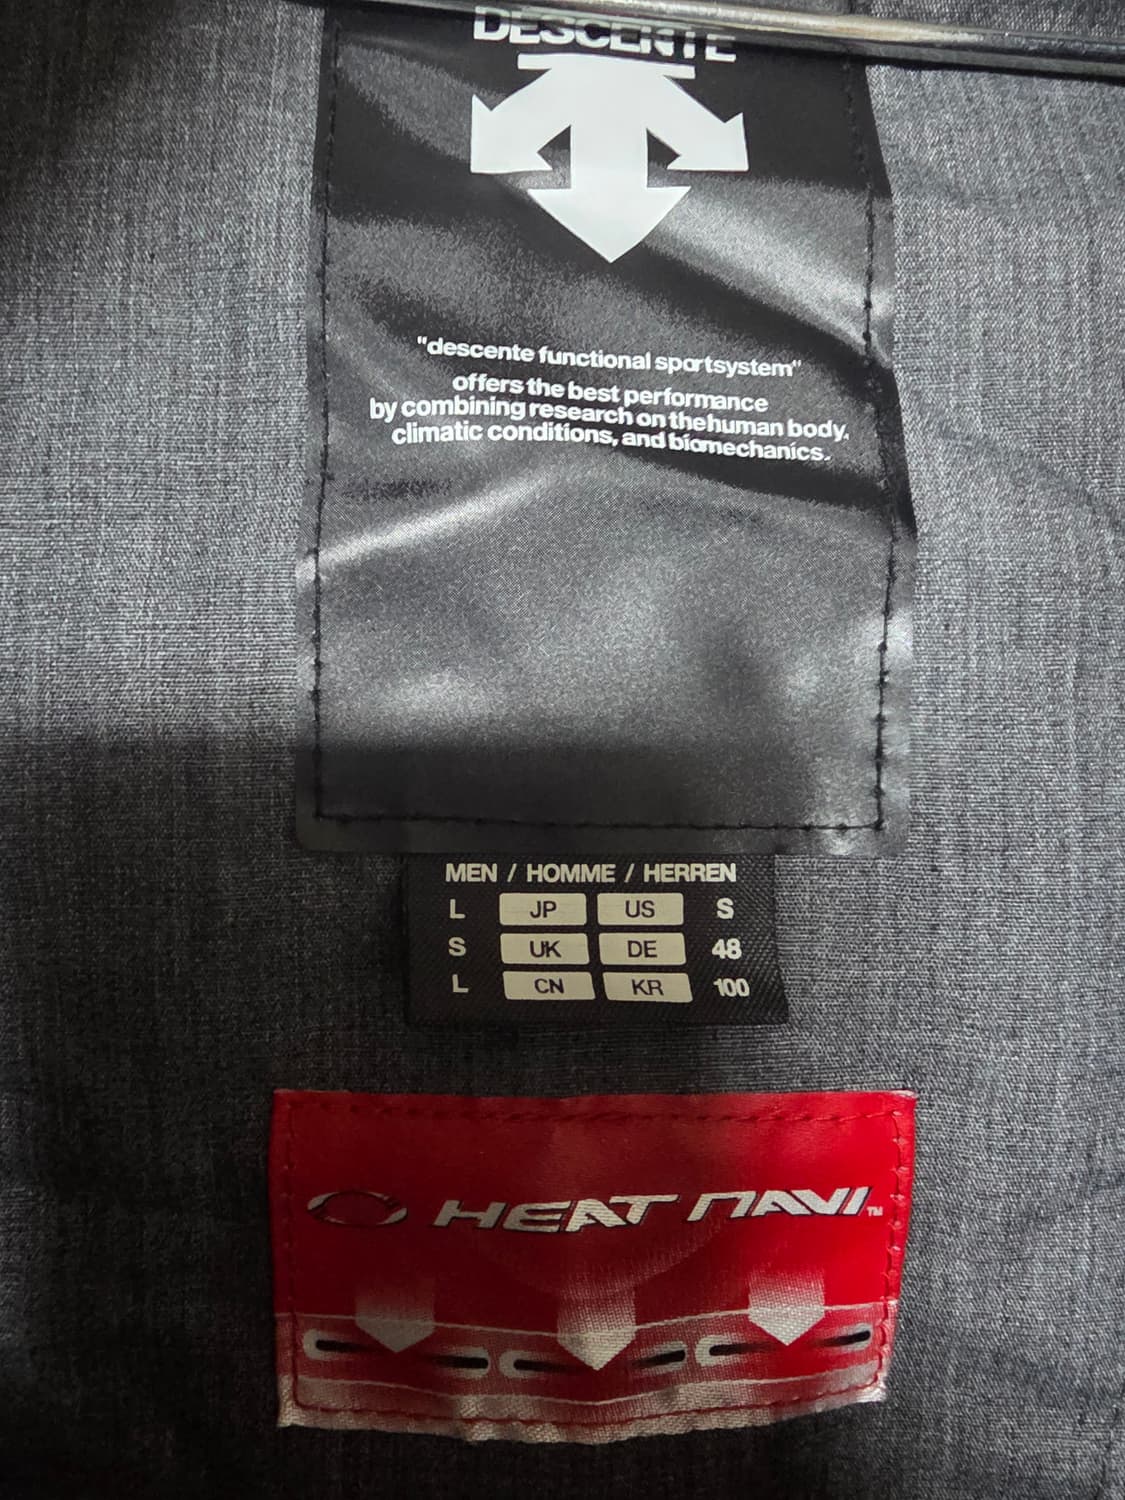 DESCENTE
"descente functional sportsystem"
offers the best performance
by combining research on the human body,
climatic conditions, and biomechanics.
MEN / HOMME / HERREN
L JP US S
S UK DE 48
L CN KR 100
HEAT NAVI™